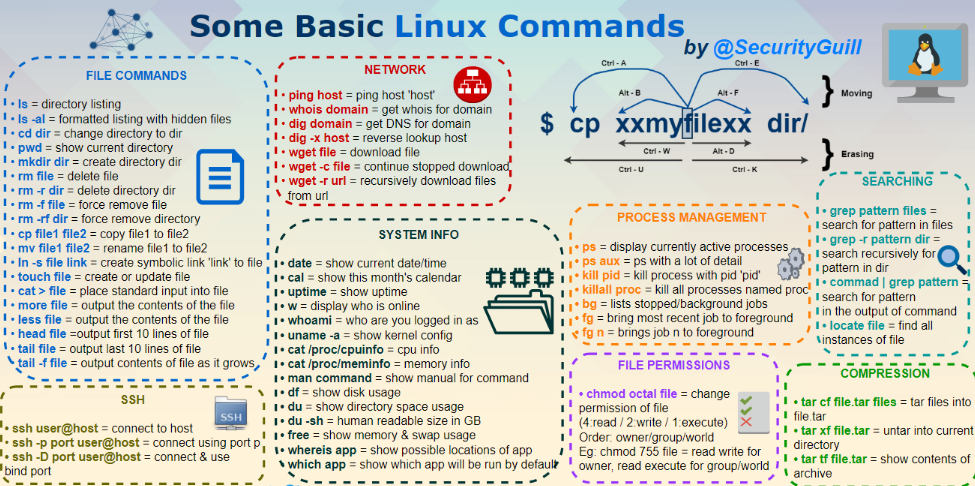 Some Basic Linux Commands
by @SecurityGuill
FILE COMMANDS
• ls = directory listing
• ls -al = formatted listing with hidden files
• cd dir = change directory to dir
• pwd = show current directory
• mkdir dir = create directory dir
• rm file = delete file
• rm -r dir = delete directory dir
• rm -f file = force remove file
• rm -rf dir = force remove directory
• cp file1 file2 = copy file1 to file2
• mv file1 file2 = rename file1 to file2
• ln -s file link = create symbolic link 'link' to file
• touch file = create or update file
• cat > file = place standard input into file
• more file = output the contents of the file
• less file = output the contents of the file
• head file =output first 10 lines of file
• tail file = output last 10 lines of file
• tail -f file = output contents of file as it grows
SSH
• ssh user@host = connect to host
• ssh -p port user@host = connect using port p
• ssh -D port user@host = connect & use
bind port
SSH
NETWORK
• ping host = ping host 'host'
• whois domain = get whois for domain
• dig domain = get DNS for domain
• dig -x host = reverse lookup host
• wget file = download file
• wget -c file = continue stopped download
• wget -r url = recursively download files
from url
SYSTEM INFO
• date = show current date/time
• cal = show this month's calendar
• uptime = show uptime
• w = display who is online
• whoami = who are you logged in as
• uname -a = show kernel config
• cat /proc/cpuinfo = cpu info
• cat /proc/meminfo = memory info
• man command = show manual for command
• df = show disk usage
• du = show directory space usage
• du -sh = human readable size in GB
• free = show memory & swap usage
• whereis app = show possible locations of app
• which app = show which app will be run by default
Ctrl - A
Ctrl - E
Alt - B
Alt - F
Moving
$ cp xxmyfilexx dir/
Ctrl - W
Alt - D
Ctrl - U
Ctrl - K
Erasing
PROCESS MANAGEMENT
• ps = display currently active processes
• ps aux = ps with a lot of detail
• kill pid = kill process with pid 'pid'
• killall proc = kill all processes named proc
• bg = lists stopped/background jobs
• fg = bring most recent job to foreground
• fg n = brings job n to foreground
FILE PERMISSIONS
• chmod octal file = change
permission of file
(4:read / 2:write / 1:execute)
Order: owner/group/world
Eg: chmod 755 file = read write for
owner, read execute for group/world
SEARCHING
• grep pattern files =
search for pattern in files
• grep -r pattern dir =
search recursively for
pattern in dir
• commad | grep pattern =
search for pattern
in the output of command
• locate file = find all
instances of file
COMPRESSION
• tar cf file.tar files = tar files into
file.tar
• tar xf file.tar = untar into current
directory
• tar tf file.tar = show contents of
archive